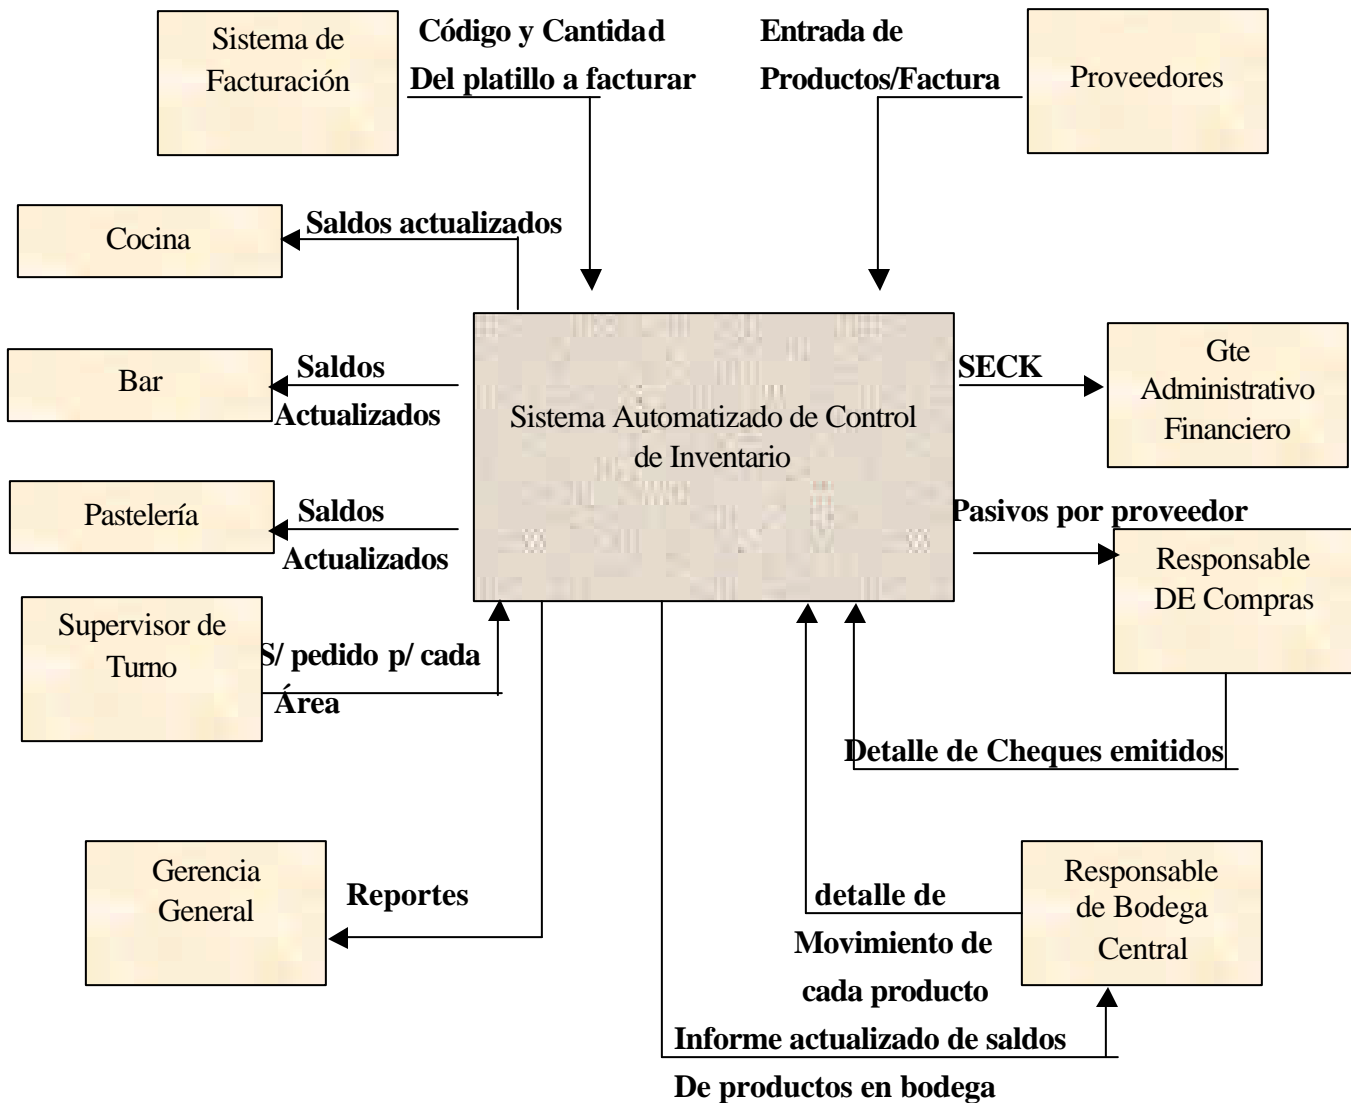 Sistema de
Facturación
Código y Cantidad
Del platillo a facturar
Entrada de
Productos/Factura
Proveedores
Cocina
Saldos actualizados
Bar
Saldos
Actualizados
Sistema Automatizado de Control
de Inventario
SECK
Gte
Administrativo
Financiero
Pastelería
Saldos
Actualizados
Pasivos por proveedor
Responsable
DE Compras
Supervisor de
Turno
S/ pedido p/ cada
Área
Detalle de Cheques emitidos
Gerencia
General
Reportes
detalle de
Movimiento de
cada producto
Responsable
de Bodega
Central
Informe actualizado de saldos
De productos en bodega